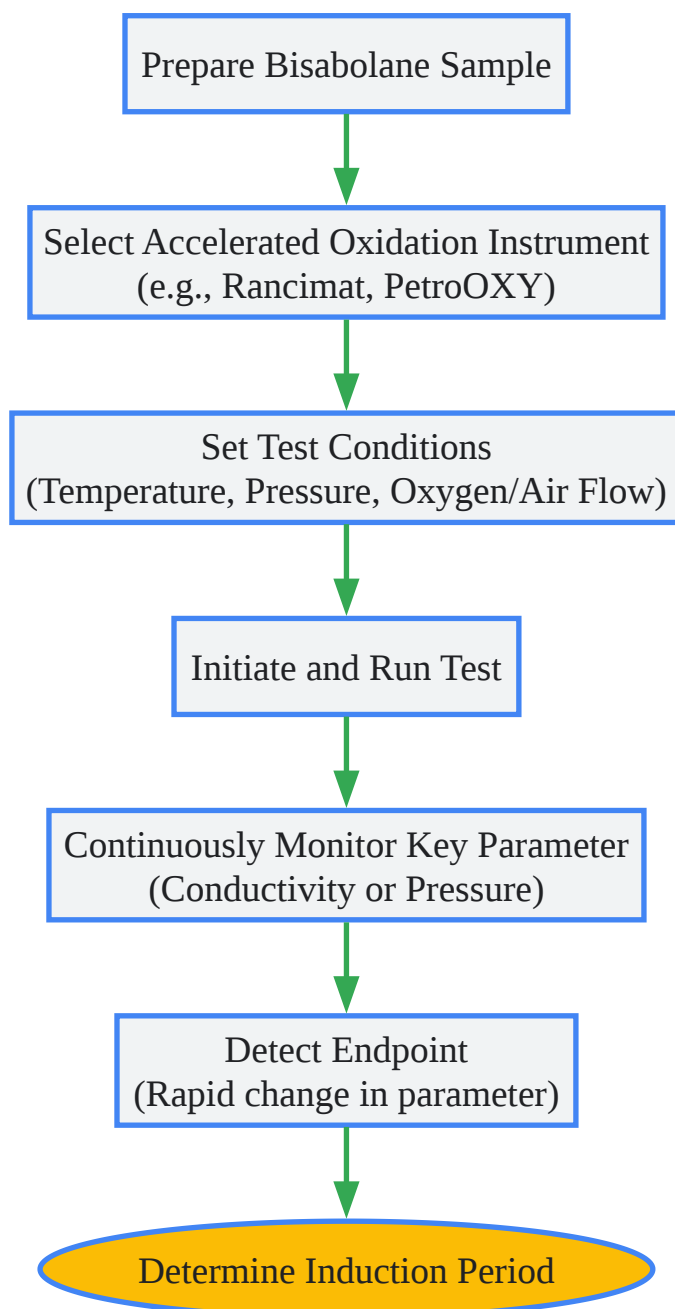 Prepare Bisabolane Sample
Select Accelerated Oxidation Instrument
(e.g., Rancimat, PetroOXY)
Set Test Conditions
(Temperature, Pressure, Oxygen/Air Flow)
Initiate and Run Test
Continuously Monitor Key Parameter
(Conductivity or Pressure)
Detect Endpoint
(Rapid change in parameter)
Determine Induction Period